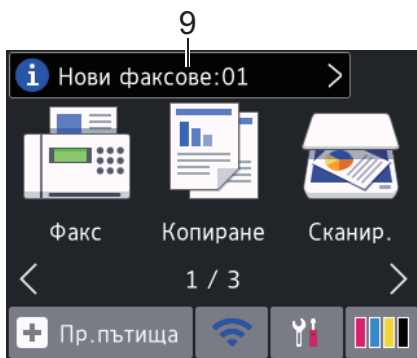 9
Нови факсове:01
Факс Копиране Сканир.
1 / 3
Пр.пътища